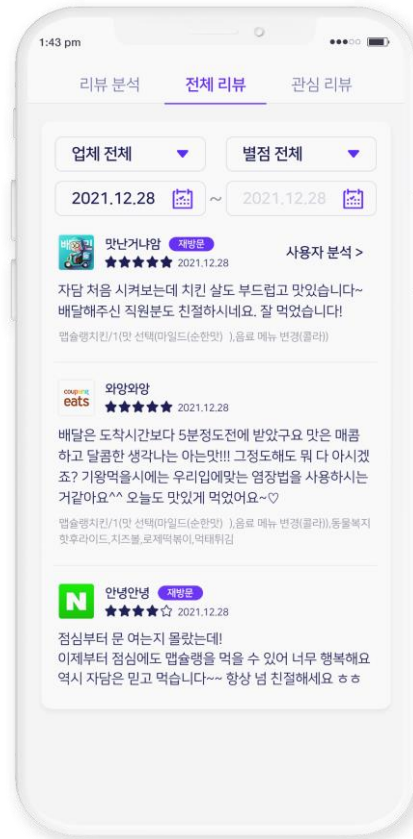 1:43 pm
리뷰 분석 전체 리뷰 관심 리뷰
업체 전체 별점 전체
2021.12.28 ~ 2021.12.28
맛난거냐암 재방문
사용자 분석 >
2021.12.28
자담 처음 시켜보는데 치킨 살도 부드럽고 맛있습니다~
배달해주신 직원분도 친절하시네요. 잘 먹었습니다!
맵슐랭치킨/1(맛 선택(마일드(순한맛) ),음료 메뉴 변경(콜라))
coupang
eats
와앙와앙
2021.12.28
배달은 도착시간보다 5분정도전에 받았구요 맛은 매콤
하고 달콤한 생각나는 아는맛!!! 그정도해도 뭐 다 아시겠
죠? 기왕먹을시에는 우리입에맞는 염장법을 사용하시는
거같아요^^ 오늘도 맛있게 먹었어요~♡
맵슐랭치킨/1(맛 선택(마일드(순한맛) ),음료 메뉴 변경(콜라)),동물복지
핫후라이드,치즈볼,로제떡볶이,먹태튀김
N
안녕안녕 재방문
2021.12.28
점심부터 문 여는지 몰랐는데!
이제부터 점심에도 맵슐랭을 먹을 수 있어 너무 행복해요
역시 자담은 믿고 먹습니다~~ 항상 넘 친절해세요 ㅎㅎ